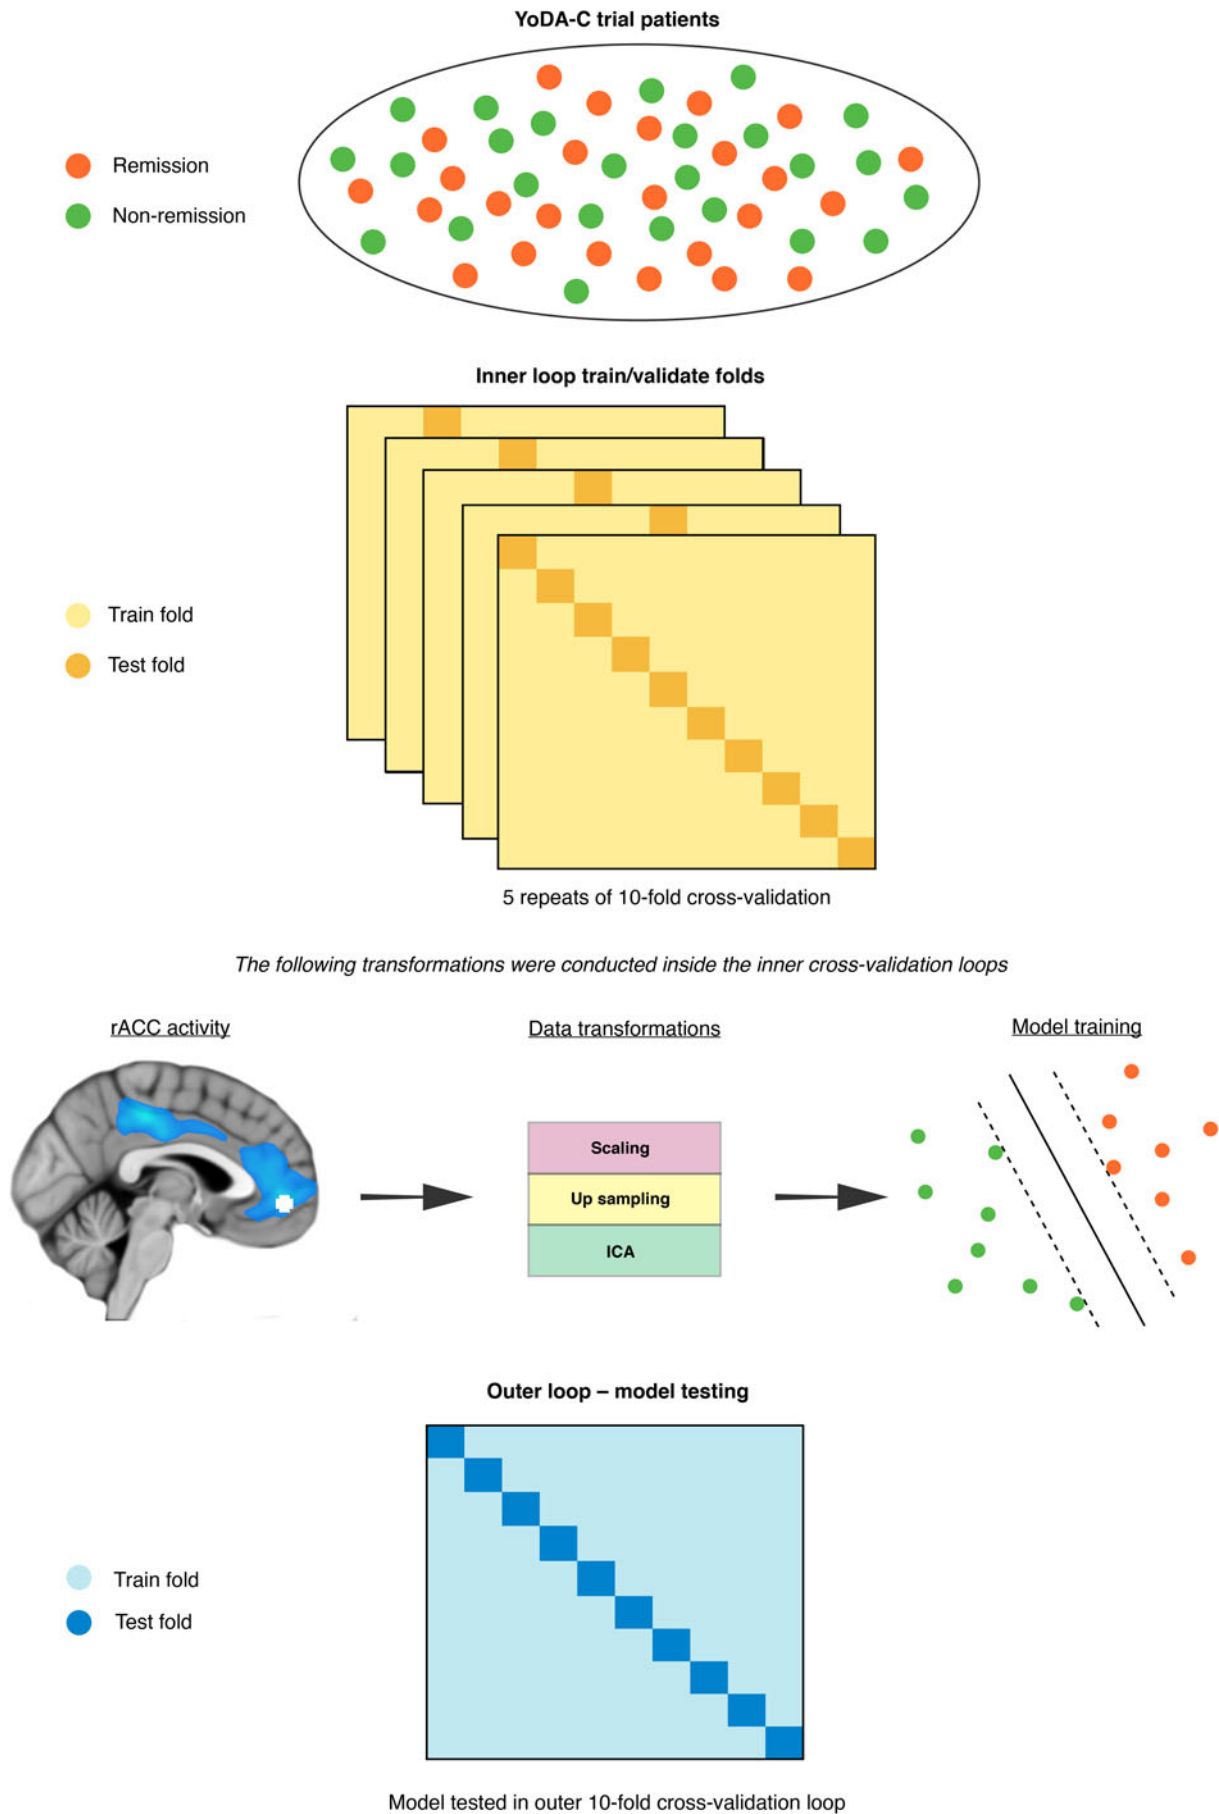 YoDA-C trial patients
Remission
Non-remission
Inner loop train/validate folds
Train fold
Test fold
5 repeats of 10-fold cross-validation
The following transformations were conducted inside the inner cross-validation loops
rACC activity
Data transformations
Model training
Scaling
Up sampling
ICA
Outer loop – model testing
Train fold
Test fold
Model tested in outer 10-fold cross-validation loop